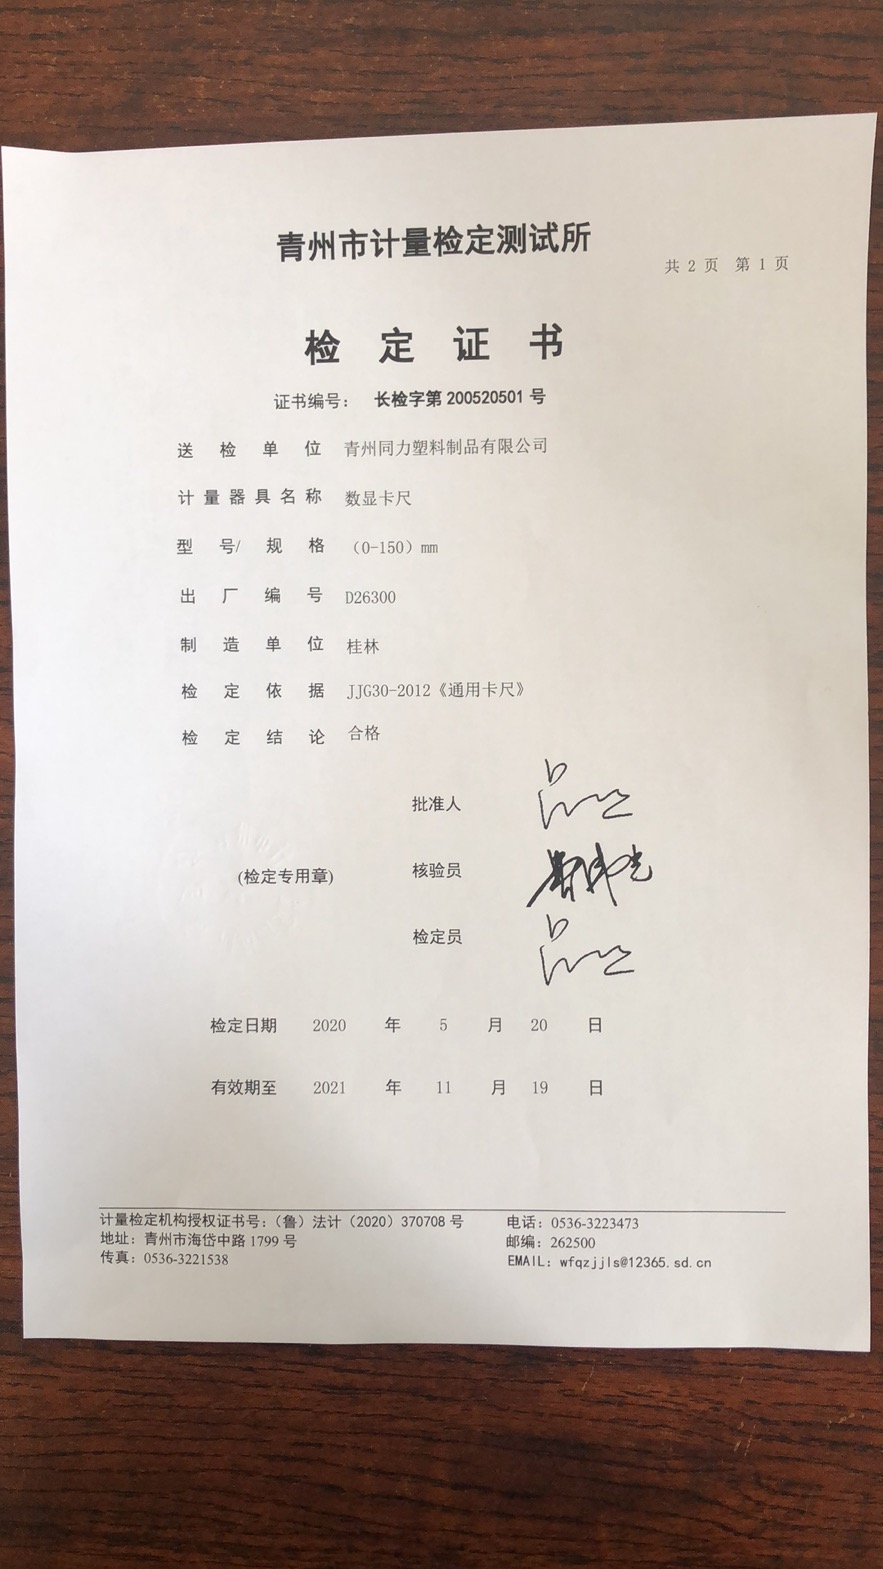 青州市计量检定测试所
共 2 页 第 1 页
检 定 证 书
证书编号： 长检字第 200520501 号
送 检 单 位 青州同力塑料制品有限公司
计 量 器 具 名 称 数显卡尺
型 号/ 规 格 （0-150）mm
出 厂 编 号 D26300
制 造 单 位 桂林
检 定 依 据 JJG30-2012《通用卡尺》
检 定 结 论 合格
批准人
(检定专用章) 核验员
检定员
检定日期 2020 年 5 月 20 日
有效期至 2021 年 11 月 19 日
计量检定机构授权证书号：（鲁）法计（2020）370708 号 电话：0536-3223473
地址：青州市海岱中路 1799 号 邮编：262500
传真：0536-3221538 EMAIL：wfqzjjls@12365.sd.cn